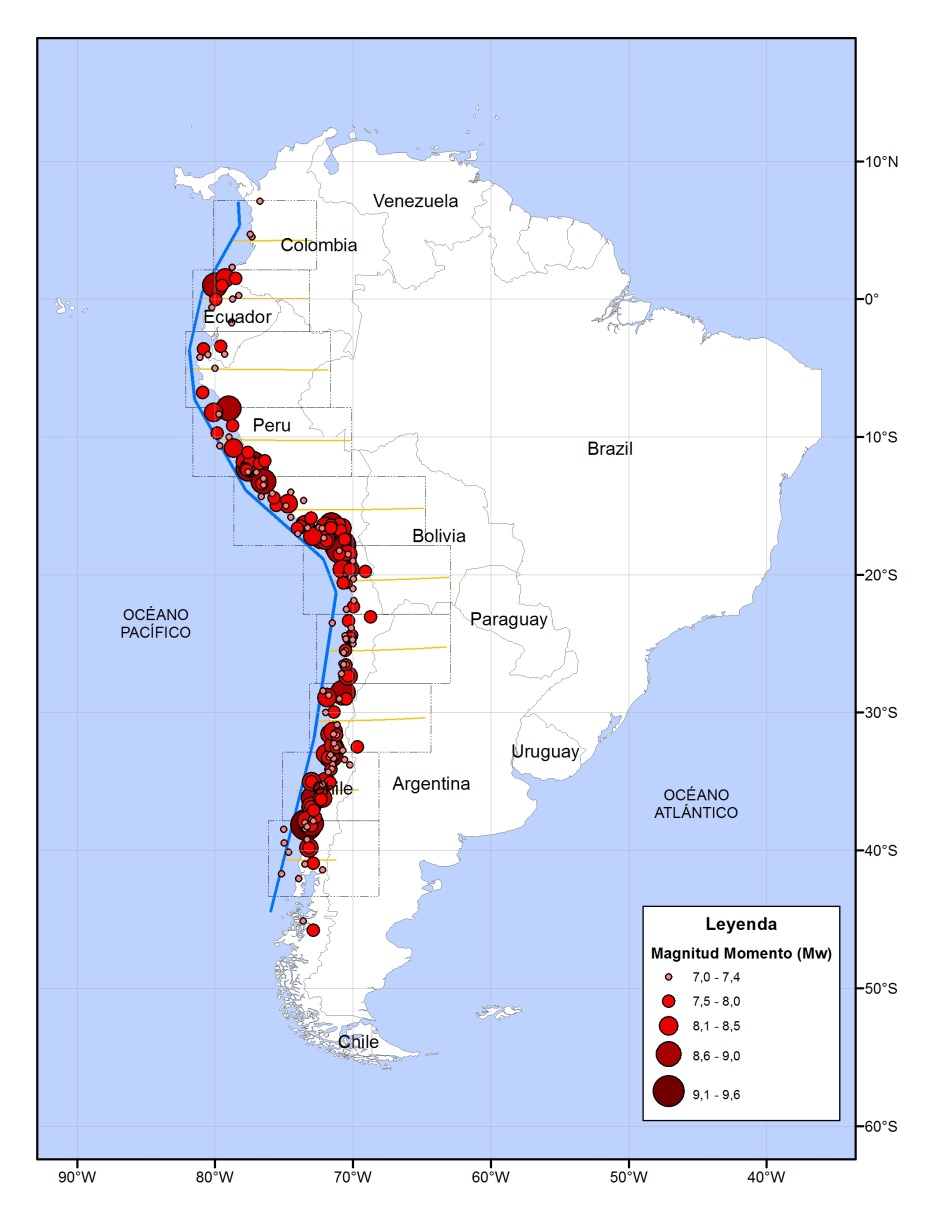 10°N
Venezuela
Colombia
0°
Ecuador
10°S
Peru
Brazil
Bolivia
20°S
OCÉANO
PACÍFICO
Paraguay
30°S
Uruguay
Argentina
Chile
OCÉANO
ATLÁNTICO
40°S
Leyenda
Magnitud Momento (Mw)
7,0 - 7,4
7,5 - 8,0
8,1 - 8,5
8,6 - 9,0
9,1 - 9,6
50°S
Chile
60°S
90°W 80°W 70°W 60°W 50°W 40°W